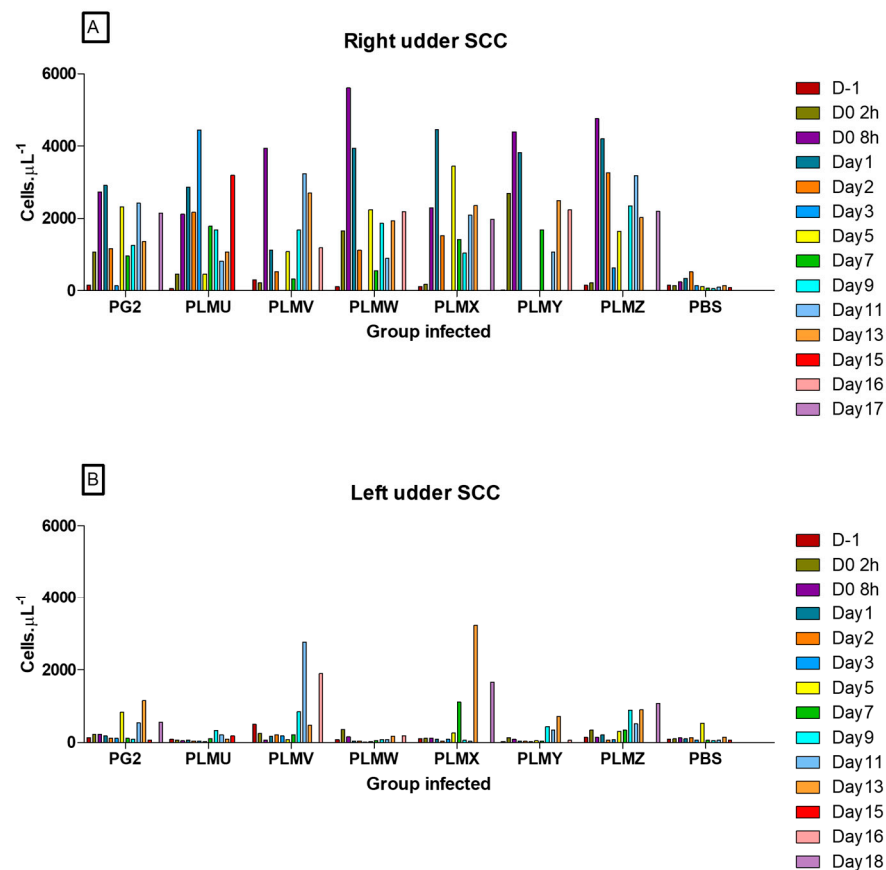 A
Right udder SCC
6000
4000
2000
0
Cells.µL-1
PG2 PLMU PLMV PLMW PLMX PLMY PLMZ PBS
Group infected
D-1
D0 2h
D0 8h
Day1
Day2
Day3
Day5
Day7
Day9
Day11
Day13
Day15
Day16
Day17
B
Left udder SCC
6000
4000
2000
0
Cells.µL-1
PG2 PLMU PLMV PLMW PLMX PLMY PLMZ PBS
Group infected
D-1
D0 2h
D0 8h
Day1
Day2
Day3
Day5
Day7
Day9
Day11
Day13
Day15
Day16
Day18